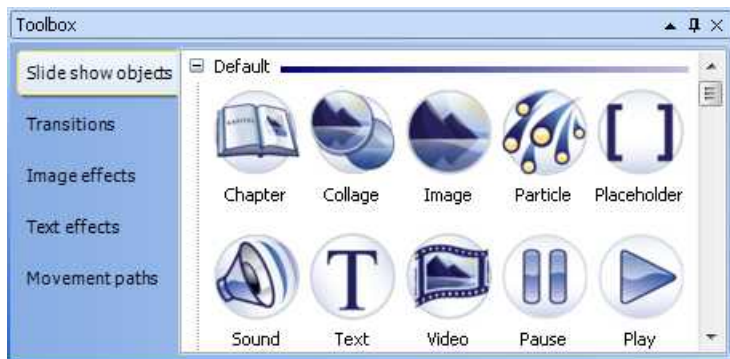 Toolbox
Slide show objects
Transitions
Image effects
Text effects
Movement paths
Default
Chapter Collage Image Particle Placeholder
Sound Text Video Pause Play